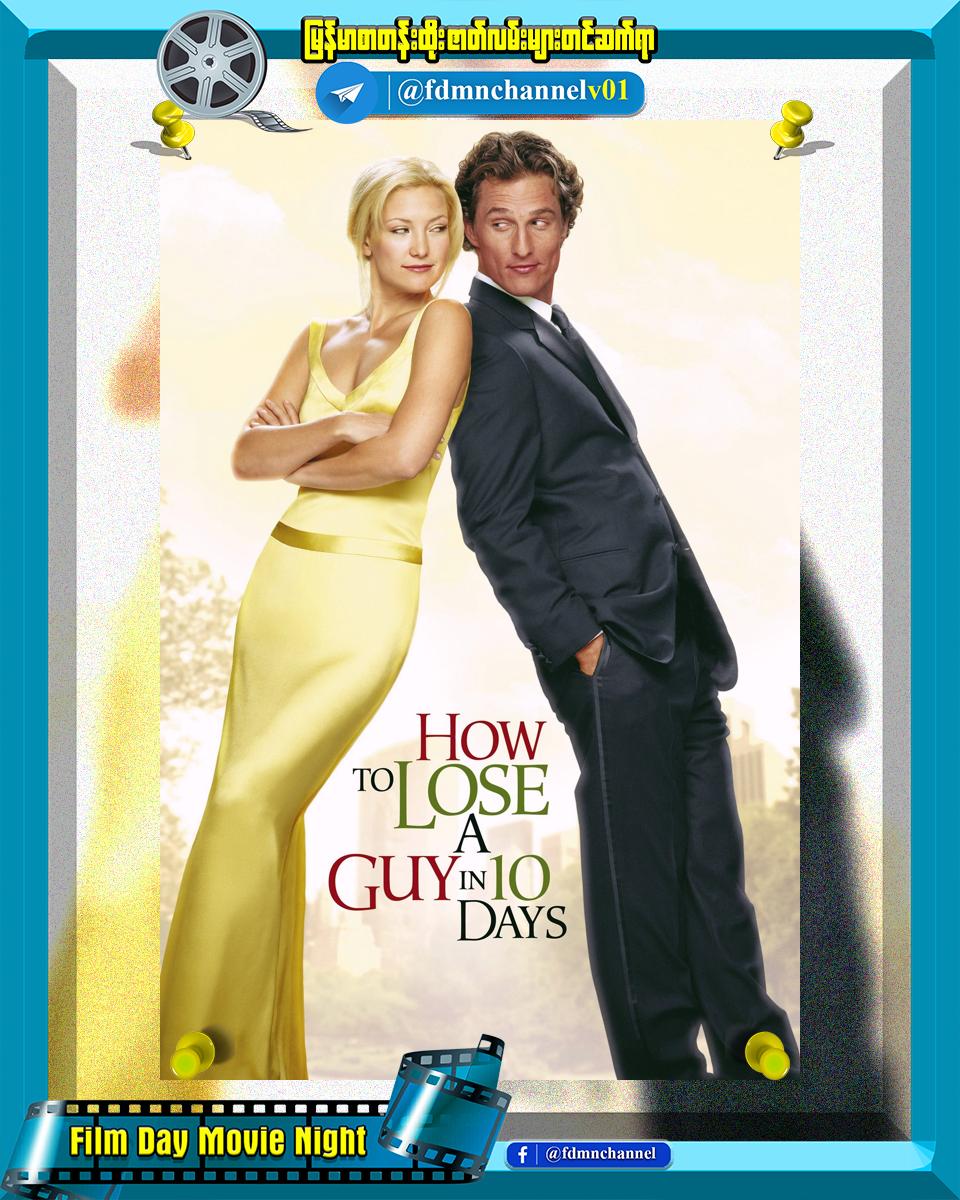 မြန်မာစာတန်းထိုးဇာတ်လမ်းများတင်ဆက်ရာ
@fdmnchannelv01
HOW
TO LOSE
A
GUY IN 10
DAYS
Film Day Movie Night
@fdmnchannel